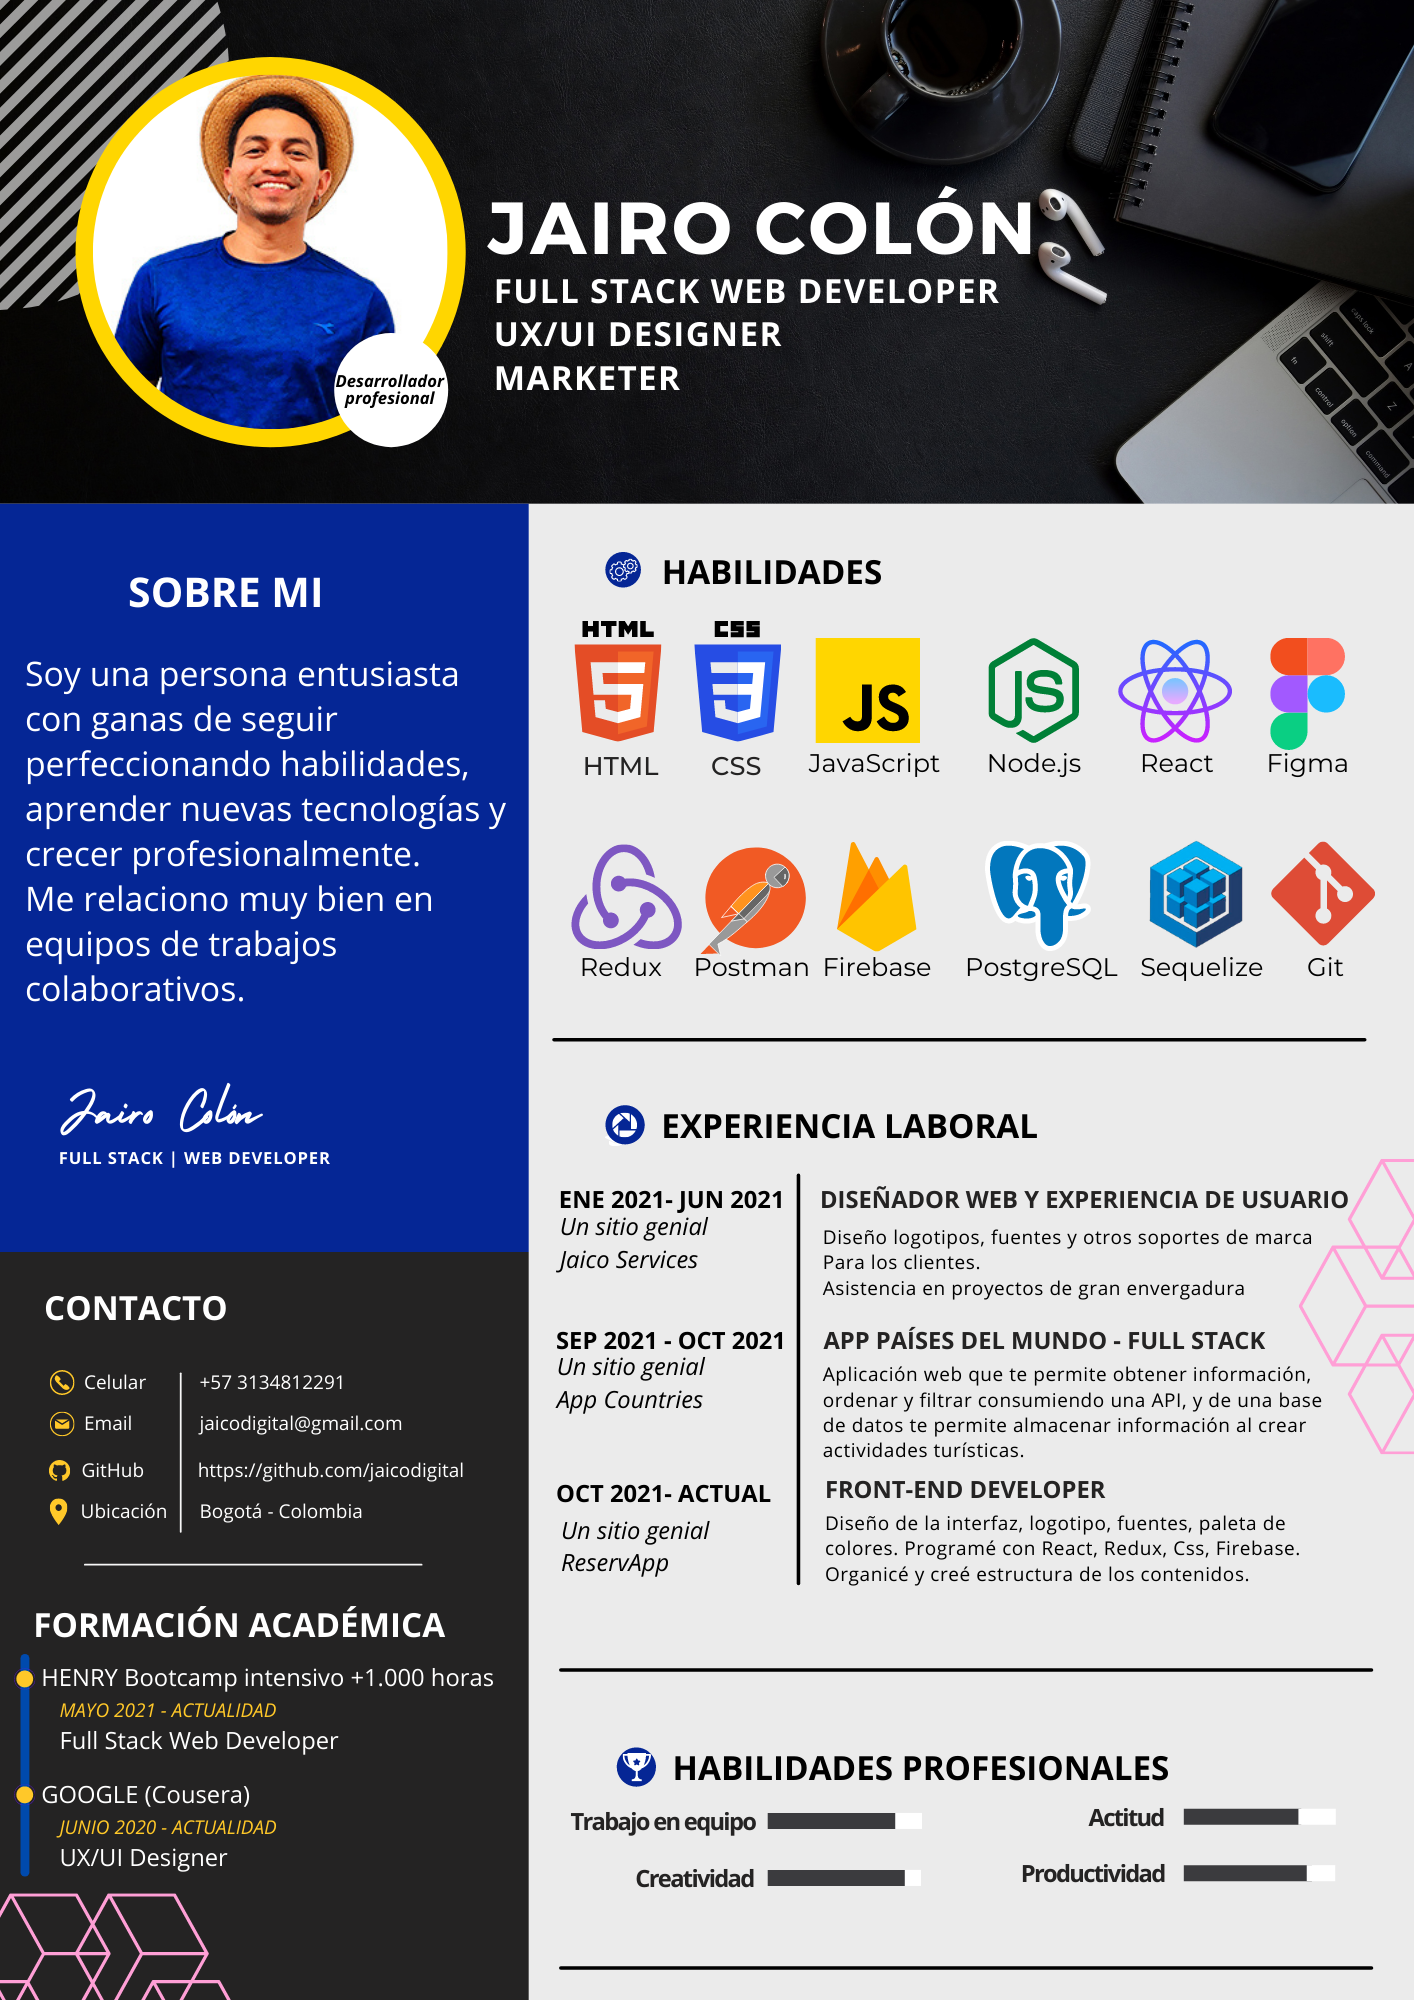 JAIRO COLÓN
FULL STACK WEB DEVELOPER
UX/UI DESIGNER
MARKETER
Desarrollador
profesional
caps lock
shift
fn
control
option
command
A
Z
SOBRE MI
Soy una persona entusiasta
con ganas de seguir
perfeccionando habilidades,
aprender nuevas tecnologías y
crecer profesionalmente.
Me relaciono muy bien en
equipos de trabajos
colaborativos.
Jairo Colón
FULL STACK | WEB DEVELOPER
CONTACTO
Celular +57 3134812291
Email jaicodigital@gmail.com
GitHub https://github.com/jaicodigital
Ubicación Bogotá - Colombia
FORMACIÓN ACADÉMICA
HENRY Bootcamp intensivo +1.000 horas
MAYO 2021 - ACTUALIDAD
Full Stack Web Developer
GOOGLE (Cousera)
JUNIO 2020 - ACTUALIDAD
UX/UI Designer
HABILIDADES
HTML CSS
5 3 JS JS
HTML CSS JavaScript Node.js React Figma
Redux Postman Firebase PostgreSQL Sequelize Git
EXPERIENCIA LABORAL
ENE 2021- JUN 2021
Un sitio genial
Jaico Services
DISEÑADOR WEB Y EXPERIENCIA DE USUARIO
Diseño logotipos, fuentes y otros soportes de marca
Para los clientes.
Asistencia en proyectos de gran envergadura
SEP 2021 - OCT 2021
Un sitio genial
App Countries
APP PAÍSES DEL MUNDO - FULL STACK
Aplicación web que te permite obtener información,
ordenar y filtrar consumiendo una API, y de una base
de datos te permite almacenar información al crear
actividades turísticas.
OCT 2021- ACTUAL
Un sitio genial
ReservApp
FRONT-END DEVELOPER
Diseño de la interfaz, logotipo, fuentes, paleta de
colores. Programé con React, Redux, Css, Firebase.
Organicé y creé estructura de los contenidos.
HABILIDADES PROFESIONALES
Trabajo en equipo Actitud
Creatividad Productividad